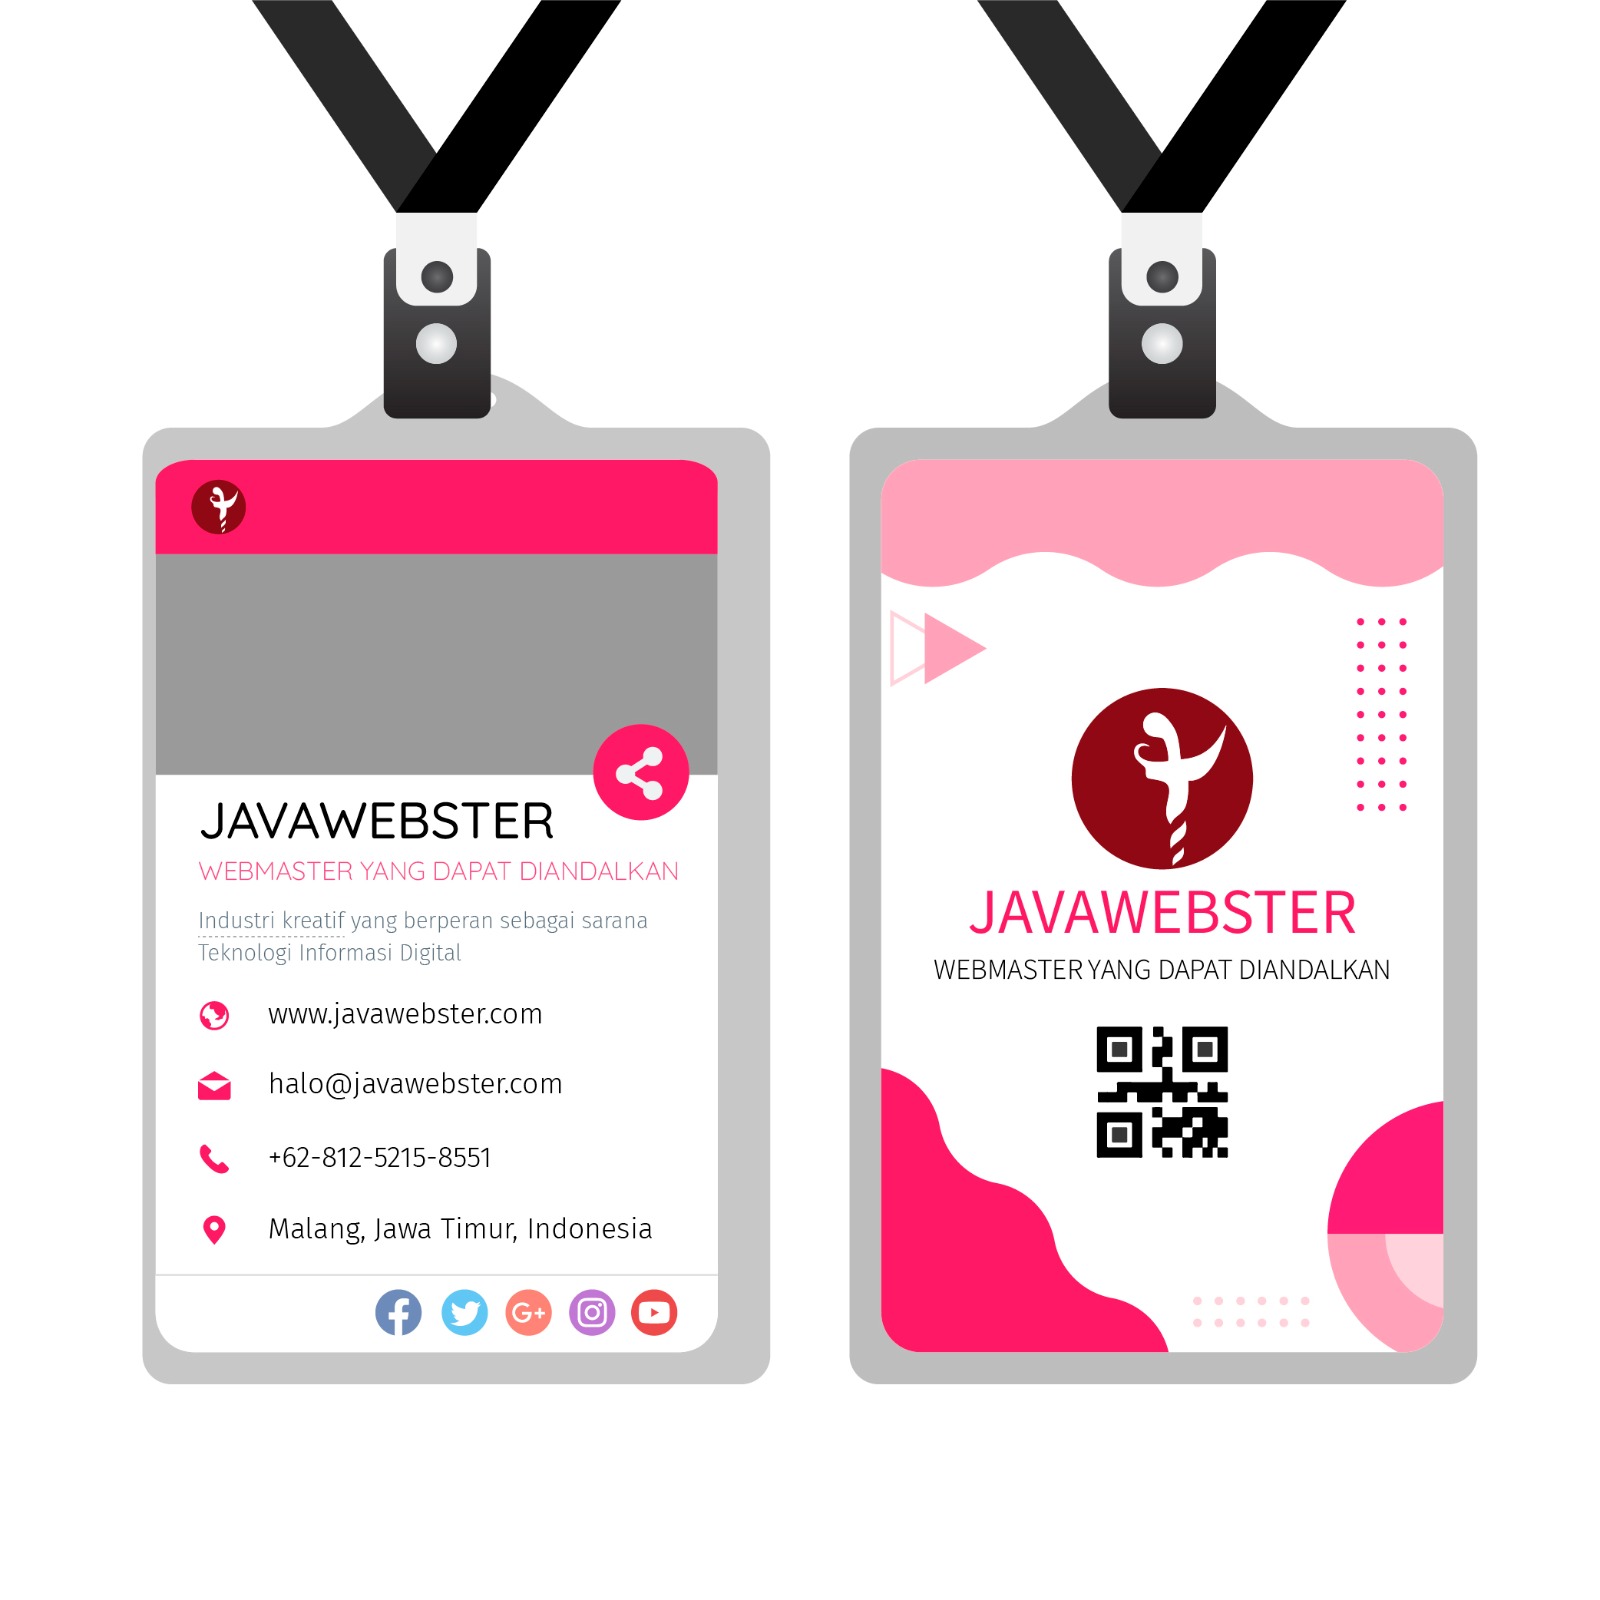 JAVAWEBSTER
WEBMASTER YANG DAPAT DIANDALKAN
Industri kreatif yang berperan sebagai sarana
Teknologi Informasi Digital
www.javawebster.com
halo@javawebster.com
+62-812-5215-8551
Malang, Jawa Timur, Indonesia
G+
JAVAWEBSTER
WEBMASTER YANG DAPAT DIANDALKAN